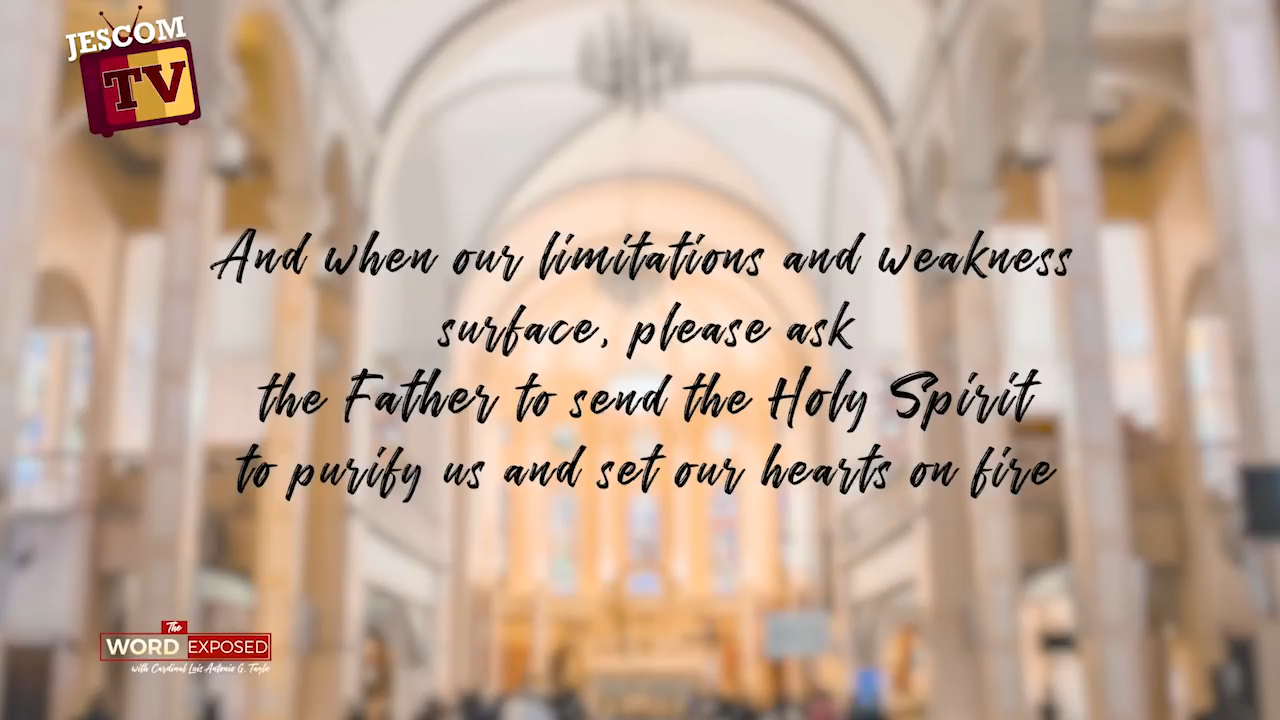 JESCOM
TV
And when our limitations and weakness
surface, please ask
the Father to send the Holy Spirit
to purify us and set our hearts on fire
The
WORD EXPOSED
with Cardinal Luis Antonio G. Tagle